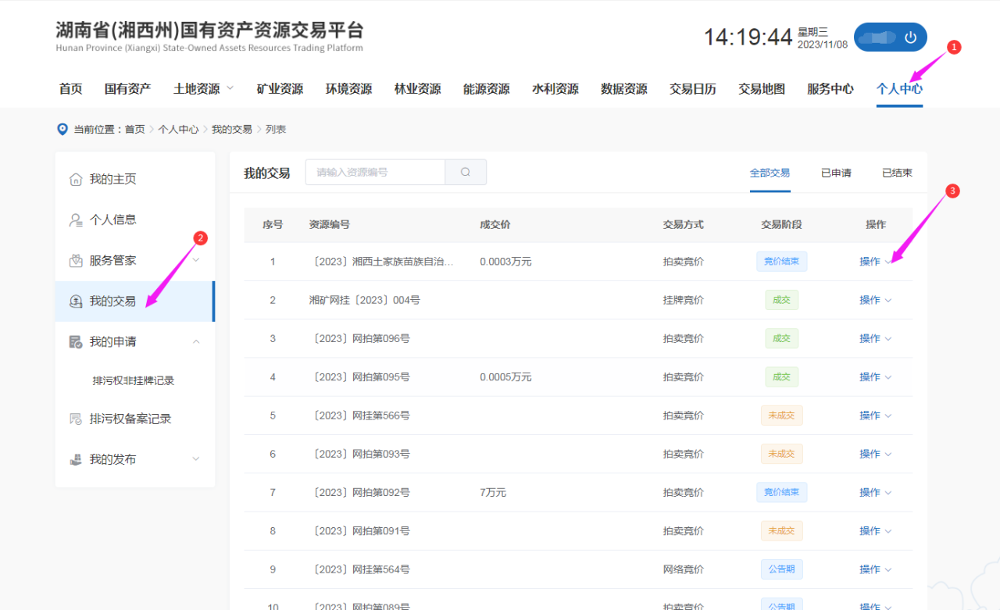 湖南省(湘西州)国有资产资源交易平台
Hunan Province (Xiangxi) State-Owned Assets Resources Trading Platform
14:19:44 星期三
2023/11/08
1
首页 国有资产 土地资源 矿业资源 环境资源 林业资源 能源资源 水利资源 数据资源 交易日历 交易地图 服务中心 个人中心
当前位置：首页 个人中心 我的交易 列表
我的主页
个人信息
2
服务管家
我的交易
我的申请
排污权非挂牌记录
排污权备案记录
我的发布
我的交易 请输入资源编号 全部交易 已申请 已结束
3
序号 资源编号 成交价 交易方式 交易阶段 操作
1 〔2023〕湘西土家族苗族自治... 0.0003万元 拍卖竞价 竞价结束 操作
2 湘矿网挂〔2023〕004号 挂牌竞价 成交 操作
3 〔2023〕网拍第096号 拍卖竞价 成交 操作
4 〔2023〕网拍第095号 0.0005万元 拍卖竞价 成交 操作
5 〔2023〕网挂第566号 拍卖竞价 未成交 操作
6 〔2023〕网拍第093号 拍卖竞价 未成交 操作
7 〔2023〕网拍第092号 7万元 拍卖竞价 竞价结束 操作
8 〔2023〕网拍第091号 拍卖竞价 未成交 操作
9 〔2023〕网挂第564号 网络竞价 公告期 操作
10 〔2023〕网拍第089号 拍卖竞价 公告期 操作